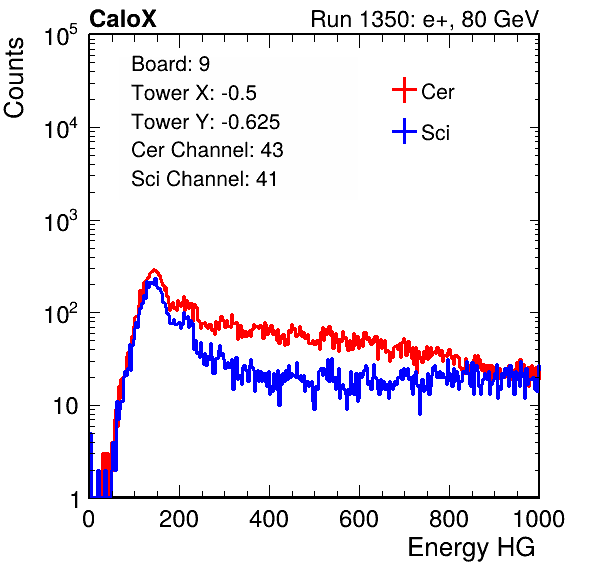 CaloX Run 1350: e+, 80 GeV
Counts
Board: 9
Tower X: -0.5
Tower Y: -0.625
Cer Channel: 43
Sci Channel: 41
Cer
Sci
10^5
10^4
10^3
10^2
10
1
0 200 400 600 800 1000
Energy HG